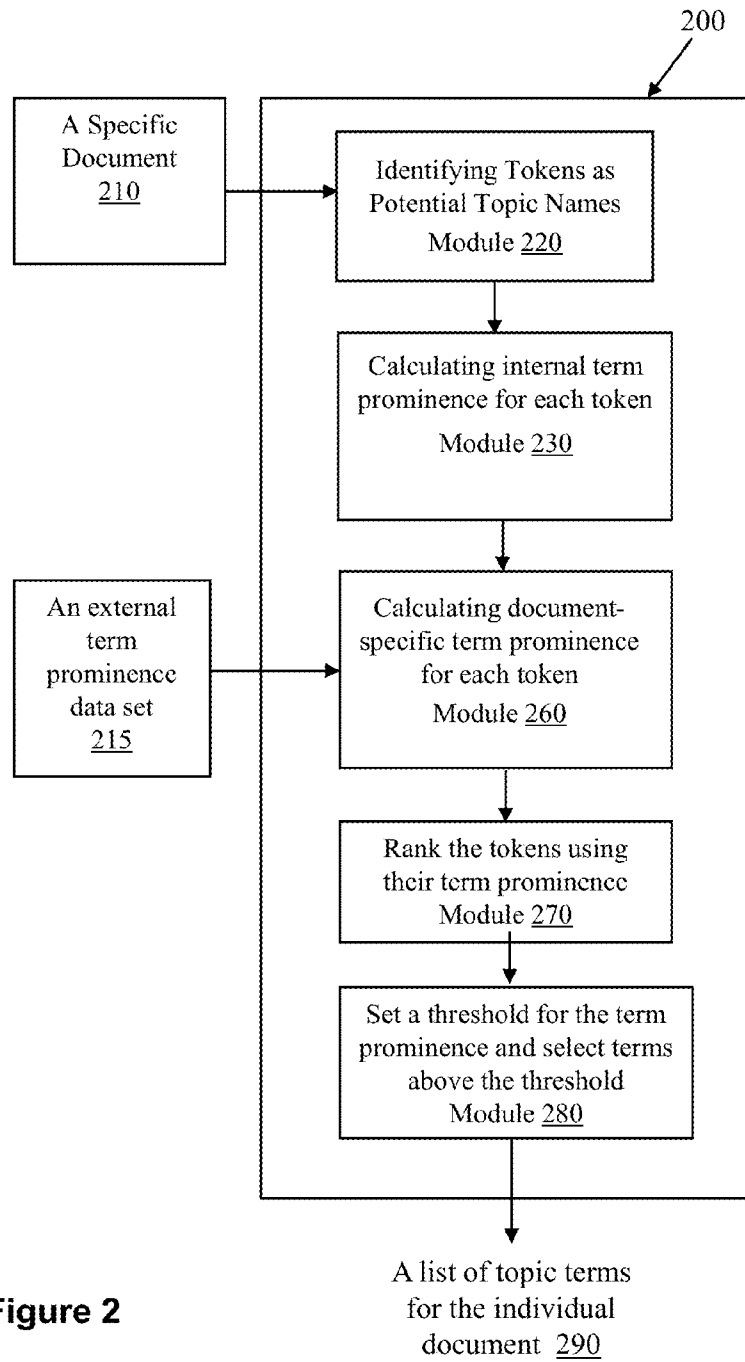 200
A Specific
Document
210
Identifying Tokens as
Potential Topic Names
Module 220
Calculating internal term
prominence for each token
Module 230
An external
term
prominence
data set
215
Calculating document-
specific term prominence
for each token
Module 260
Rank the tokens using
their term prominence
Module 270
Set a threshold for the term
prominence and select terms
above the threshold
Module 280
A list of topic terms
for the individual
document 290
Figure 2